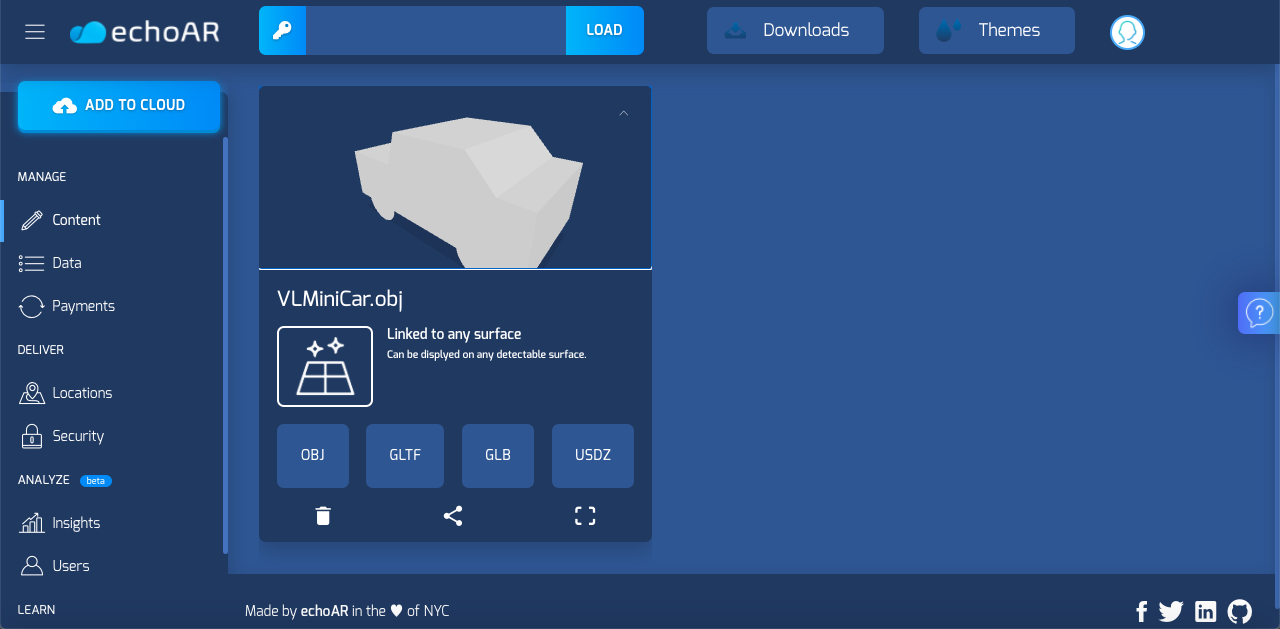 echoAR
LOAD
Downloads
Themes
ADD TO CLOUD
MANAGE
Content
Data
Payments
DELIVER
Locations
Security
ANALYZE beta
Insights
Users
LEARN
VLMiniCar.obj
Linked to any surface
Can be displyed on any detectable surface.
OBJ
GLTF
GLB
USDZ
Made by echoAR in the ♥ of NYC